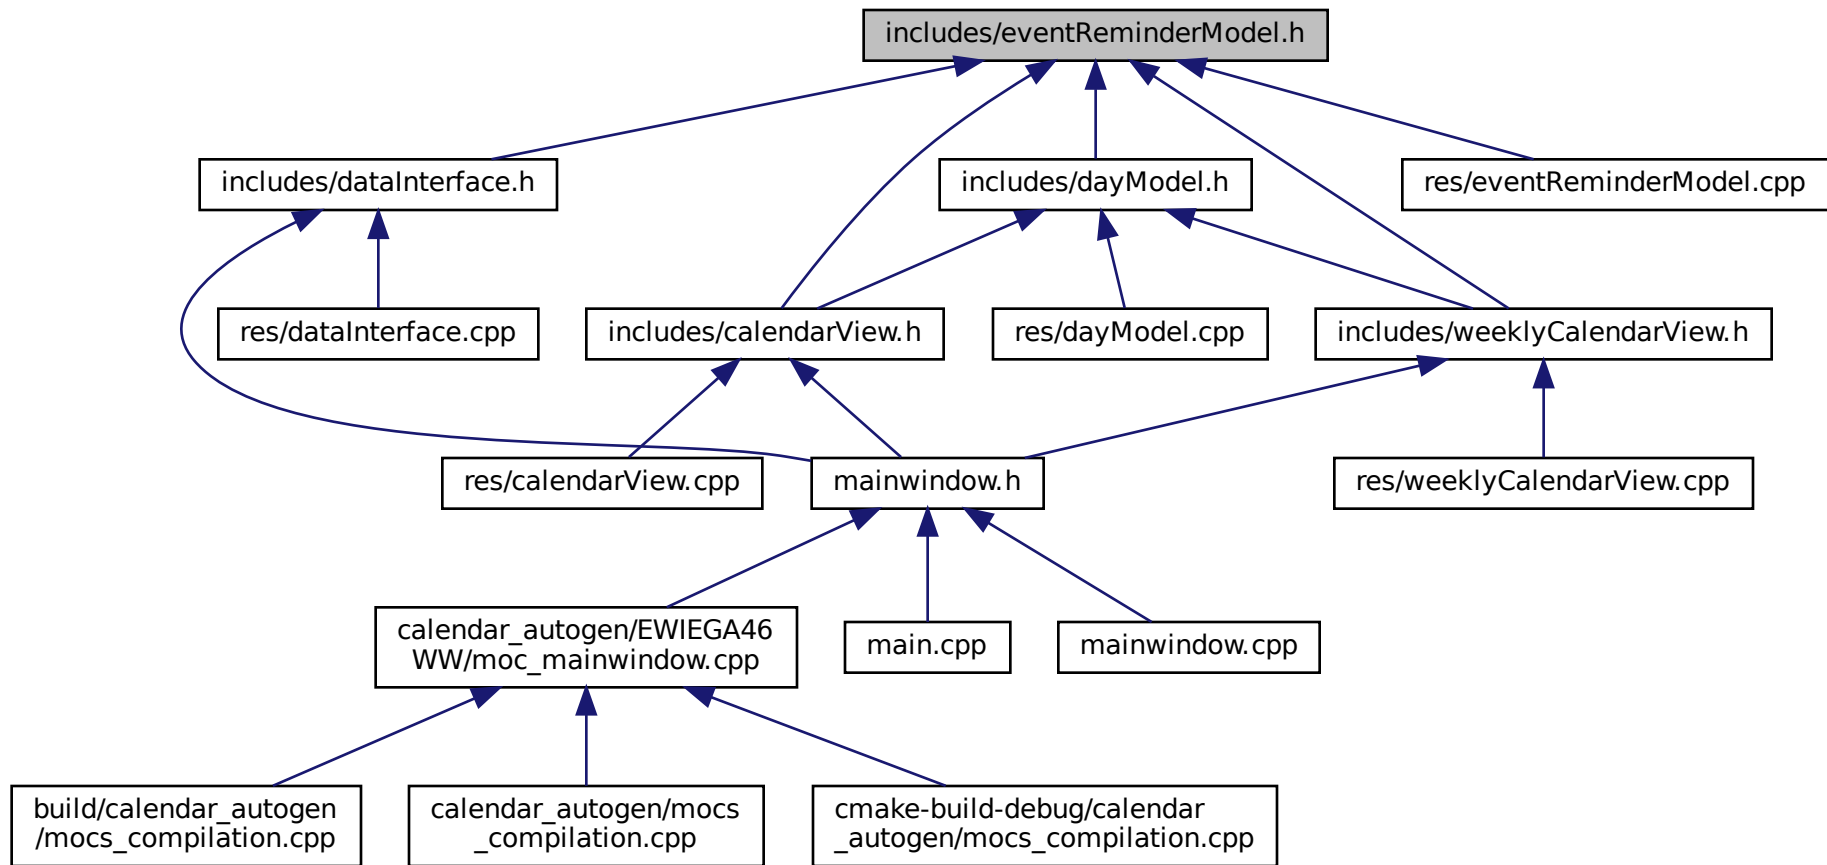 includes/eventReminderModel.h
includes/dataInterface.h
includes/dayModel.h
res/eventReminderModel.cpp
res/dataInterface.cpp
includes/calendarView.h
res/dayModel.cpp
includes/weeklyCalendarView.h
res/calendarView.cpp
mainwindow.h
res/weeklyCalendarView.cpp
calendar_autogen/EWIEGA46
WW/moc_mainwindow.cpp
main.cpp
mainwindow.cpp
build/calendar_autogen
/mocs_compilation.cpp
calendar_autogen/mocs
_compilation.cpp
cmake-build-debug/calendar
_autogen/mocs_compilation.cpp